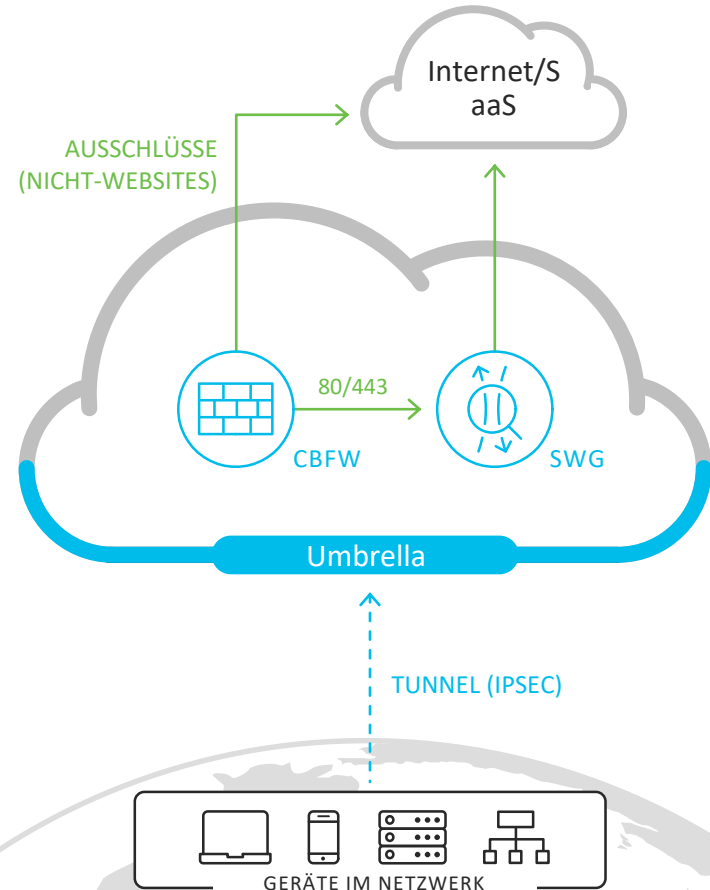 Internet/S
aaS
AUSSCHLÜSSE
(NICHT-WEBSITES)
80/443
CBFW
SWG
Umbrella
TUNNEL (IPSEC)
GERÄTE IM NETZWERK